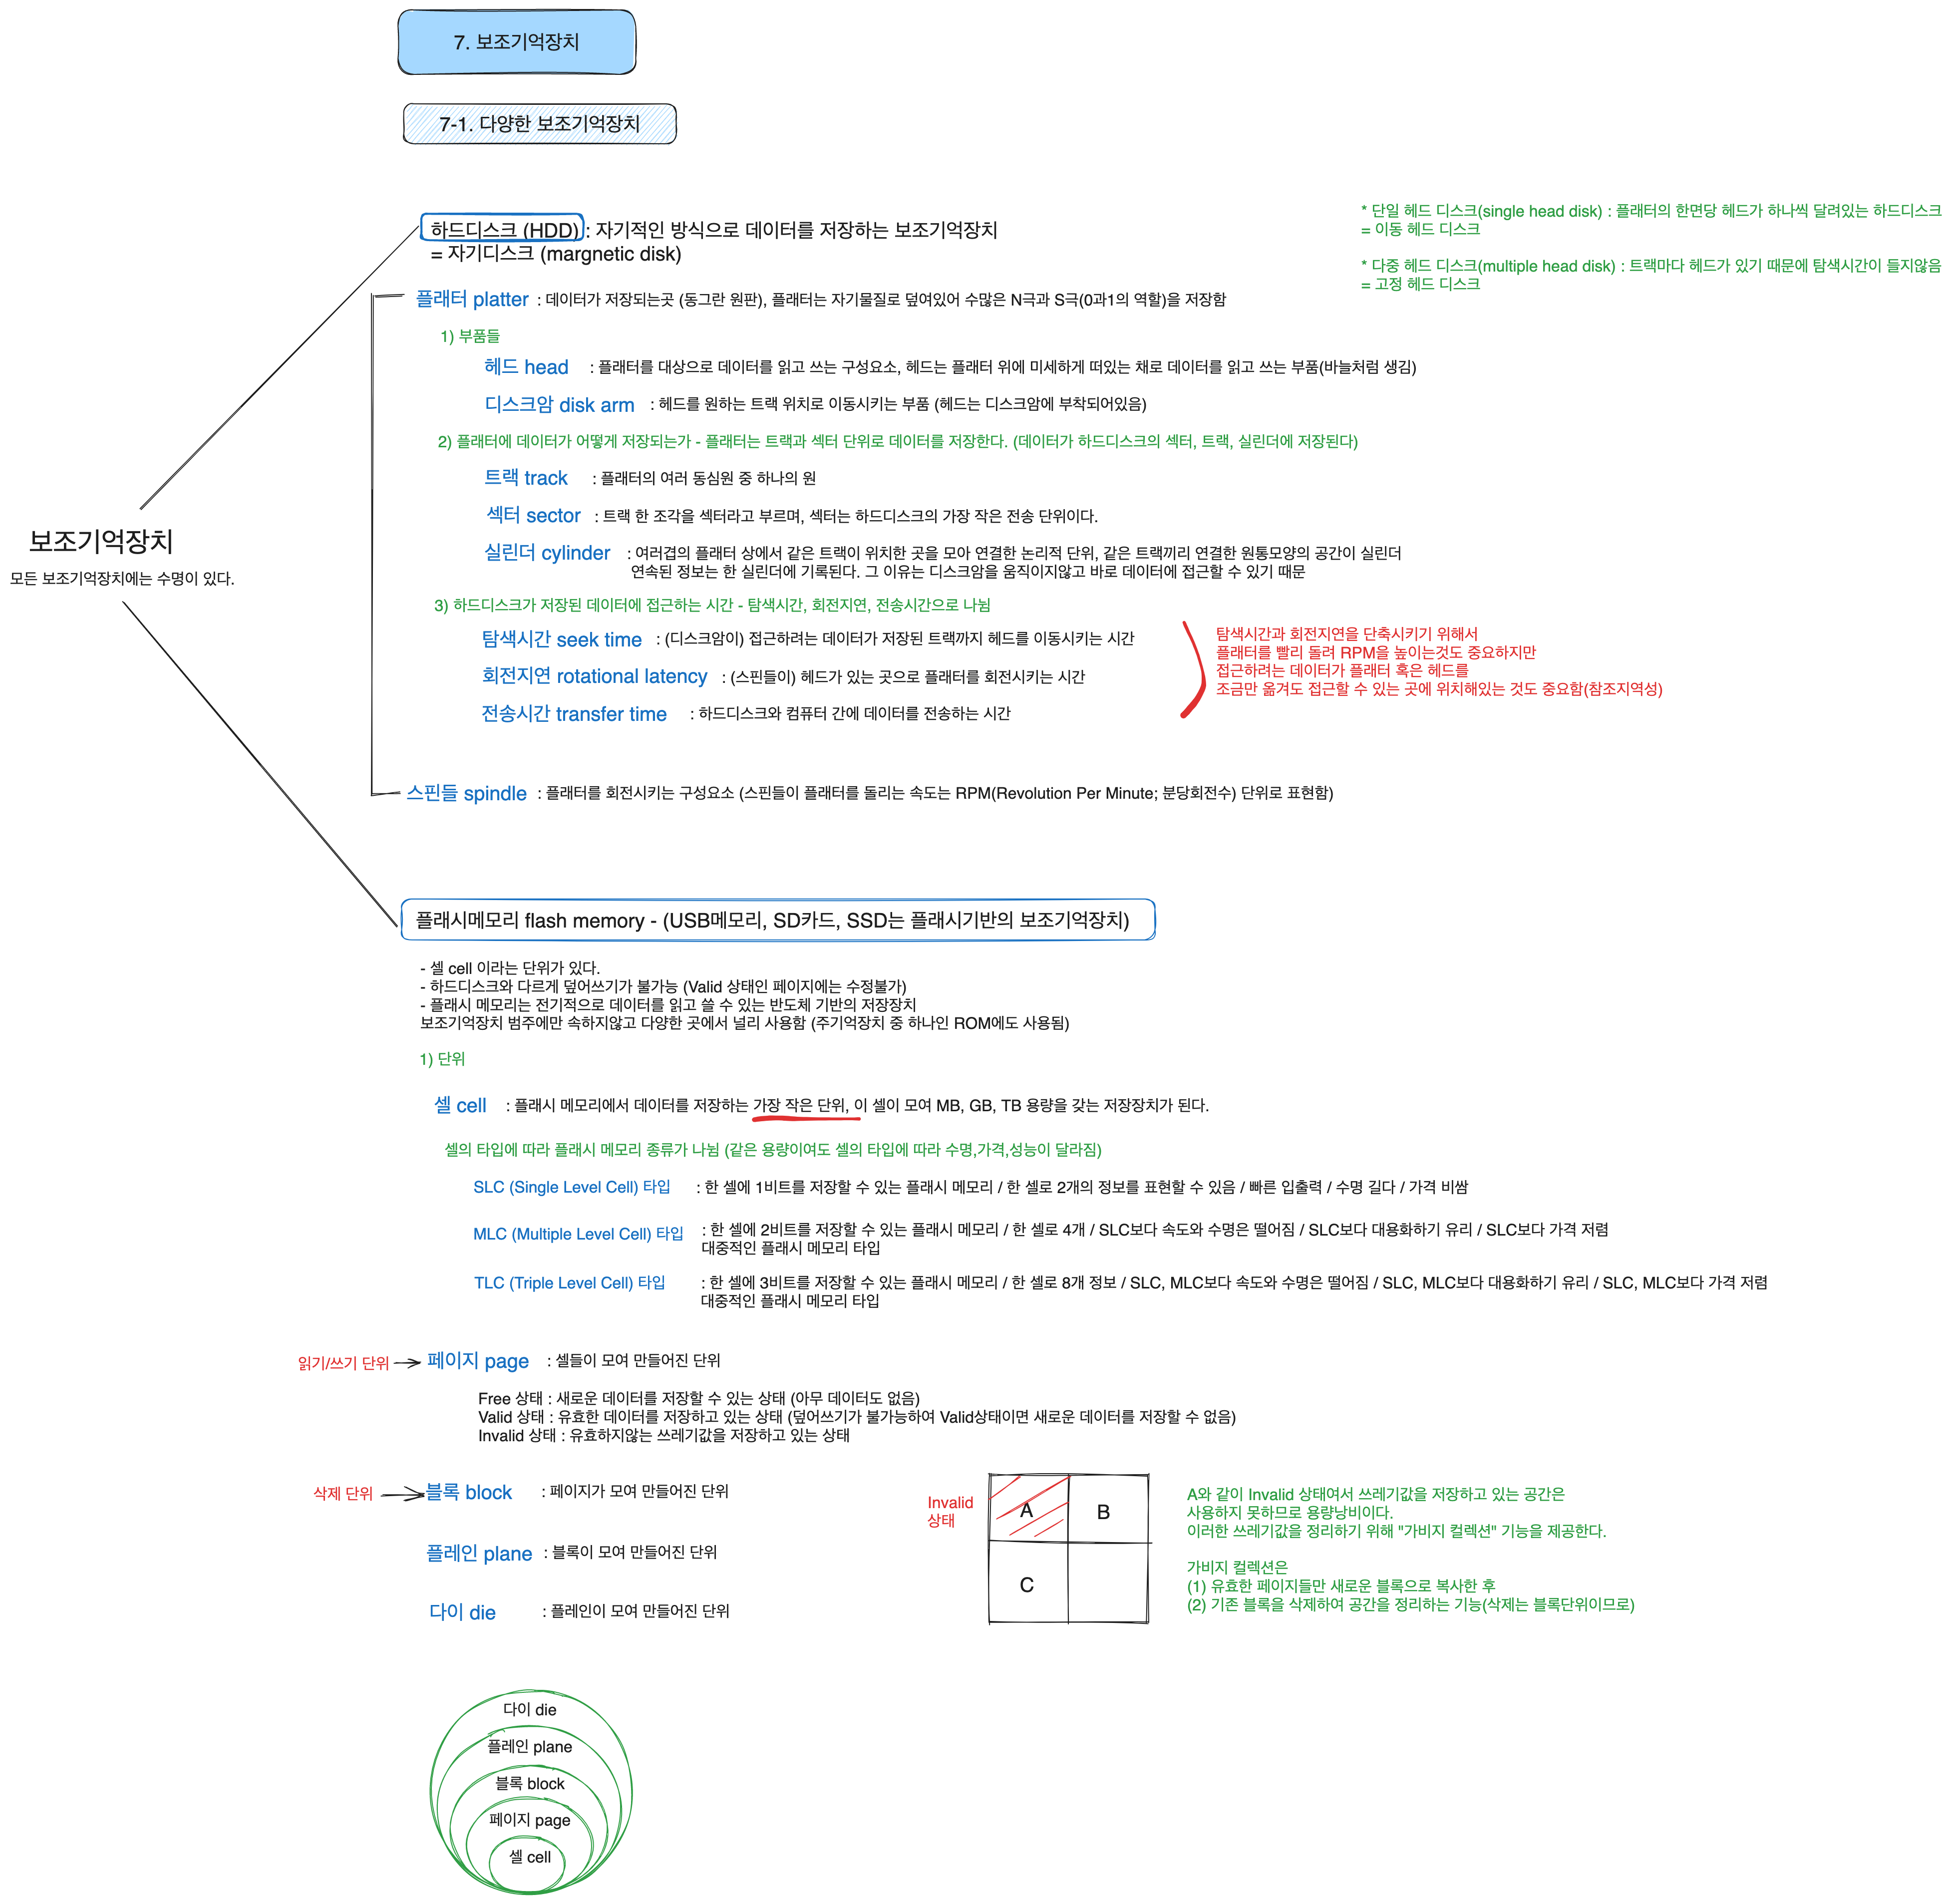 7. 보조기억장치
7-1. 다양한 보조기억장치
하드디스크 (HDD) : 자기적인 방식으로 데이터를 저장하는 보조기억장치
= 자기디스크 (margnetic disk)
* 단일 헤드 디스크(single head disk) : 플래터의 한면당 헤드가 하나씩 달려있는 하드디스크
= 이동 헤드 디스크
* 다중 헤드 디스크(multiple head disk) : 트랙마다 헤드가 있기 때문에 탐색시간이 들지않음
= 고정 헤드 디스크
플래터 platter : 데이터가 저장되는곳 (동그란 원판), 플래터는 자기물질로 덮여있어 수많은 N극과 S극(0과1의 역할)을 저장함
1) 부품들
헤드 head : 플래터를 대상으로 데이터를 읽고 쓰는 구성요소, 헤드는 플래터 위에 미세하게 떠있는 채로 데이터를 읽고 쓰는 부품(바늘처럼 생김)
디스크암 disk arm : 헤드를 원하는 트랙 위치로 이동시키는 부품 (헤드는 디스크암에 부착되어있음)
2) 플래터에 데이터가 어떻게 저장되는가 - 플래터는 트랙과 섹터 단위로 데이터를 저장한다. (데이터가 하드디스크의 섹터, 트랙, 실린더에 저장된다)
트랙 track : 플래터의 여러 동심원 중 하나의 원
섹터 sector : 트랙 한 조각을 섹터라고 부르며, 섹터는 하드디스크의 가장 작은 전송 단위이다.
실린더 cylinder : 여러겹의 플래터 상에서 같은 트랙이 위치한 곳을 모아 연결한 논리적 단위, 같은 트랙끼리 연결한 원통모양의 공간이 실린더
연속된 정보는 한 실린더에 기록된다. 그 이유는 디스크암을 움직이지않고 바로 데이터에 접근할 수 있기 때문
보조기억장치
모든 보조기억장치에는 수명이 있다.
3) 하드디스크가 저장된 데이터에 접근하는 시간 - 탐색시간, 회전지연, 전송시간으로 나뉨
탐색시간 seek time : (디스크암이) 접근하려는 데이터가 저장된 트랙까지 헤드를 이동시키는 시간
회전지연 rotational latency : (스핀들이) 헤드가 있는 곳으로 플래터를 회전시키는 시간
전송시간 transfer time : 하드디스크와 컴퓨터 간에 데이터를 전송하는 시간
탐색시간과 회전지연을 단축시키기 위해서
플래터를 빨리 돌려 RPM을 높이는것도 중요하지만
접근하려는 데이터가 플래터 혹은 헤드를
조금만 옮겨도 접근할 수 있는 곳에 위치해있는 것도 중요함(참조지역성)
스핀들 spindle : 플래터를 회전시키는 구성요소 (스핀들이 플래터를 돌리는 속도는 RPM(Revolution Per Minute; 분당회전수) 단위로 표현함)
플래시메모리 flash memory - (USB메모리, SD카드, SSD는 플래시기반의 보조기억장치)
- 셀 cell 이라는 단위가 있다.
- 하드디스크와 다르게 덮어쓰기가 불가능 (Valid 상태인 페이지에는 수정불가)
- 플래시 메모리는 전기적으로 데이터를 읽고 쓸 수 있는 반도체 기반의 저장장치
보조기억장치 범주에만 속하지않고 다양한 곳에서 널리 사용함 (주기억장치 중 하나인 ROM에도 사용됨)
1) 단위
셀 cell : 플래시 메모리에서 데이터를 저장하는 가장 작은 단위, 이 셀이 모여 MB, GB, TB 용량을 갖는 저장장치가 된다.
셀의 타입에 따라 플래시 메모리 종류가 나뉨 (같은 용량이여도 셀의 타입에 따라 수명,가격,성능이 달라짐)
SLC (Single Level Cell) 타입 : 한 셀에 1비트를 저장할 수 있는 플래시 메모리 / 한 셀로 2개의 정보를 표현할 수 있음 / 빠른 입출력 / 수명 길다 / 가격 비쌈
MLC (Multiple Level Cell) 타입 : 한 셀에 2비트를 저장할 수 있는 플래시 메모리 / 한 셀로 4개 / SLC보다 속도와 수명은 떨어짐 / SLC보다 대용화하기 유리 / SLC보다 가격 저렴
대중적인 플래시 메모리 타입
TLC (Triple Level Cell) 타입 : 한 셀에 3비트를 저장할 수 있는 플래시 메모리 / 한 셀로 8개 정보 / SLC, MLC보다 속도와 수명은 떨어짐 / SLC, MLC보다 대용화하기 유리 / SLC, MLC보다 가격 저렴
대중적인 플래시 메모리 타입
읽기/쓰기 단위 페이지 page : 셀들이 모여 만들어진 단위
Free 상태 : 새로운 데이터를 저장할 수 있는 상태 (아무 데이터도 없음)
Valid 상태 : 유효한 데이터를 저장하고 있는 상태 (덮어쓰기가 불가능하여 Valid상태이면 새로운 데이터를 저장할 수 없음)
Invalid 상태 : 유효하지않는 쓰레기값을 저장하고 있는 상태
삭제 단위 블록 block : 페이지가 모여 만들어진 단위
플레인 plane : 블록이 모여 만들어진 단위
다이 die : 플레인이 모여 만들어진 단위
Invalid
상태
A
B
C
A와 같이 Invalid 상태여서 쓰레기값을 저장하고 있는 공간은
사용하지 못하므로 용량낭비이다.
이러한 쓰레기값을 정리하기 위해 "가비지 컬렉션" 기능을 제공한다.
가비지 컬렉션은
(1) 유효한 페이지들만 새로운 블록으로 복사한 후
(2) 기존 블록을 삭제하여 공간을 정리하는 기능(삭제는 블록단위이므로)
다이 die
플레인 plane
블록 block
페이지 page
셀 cell